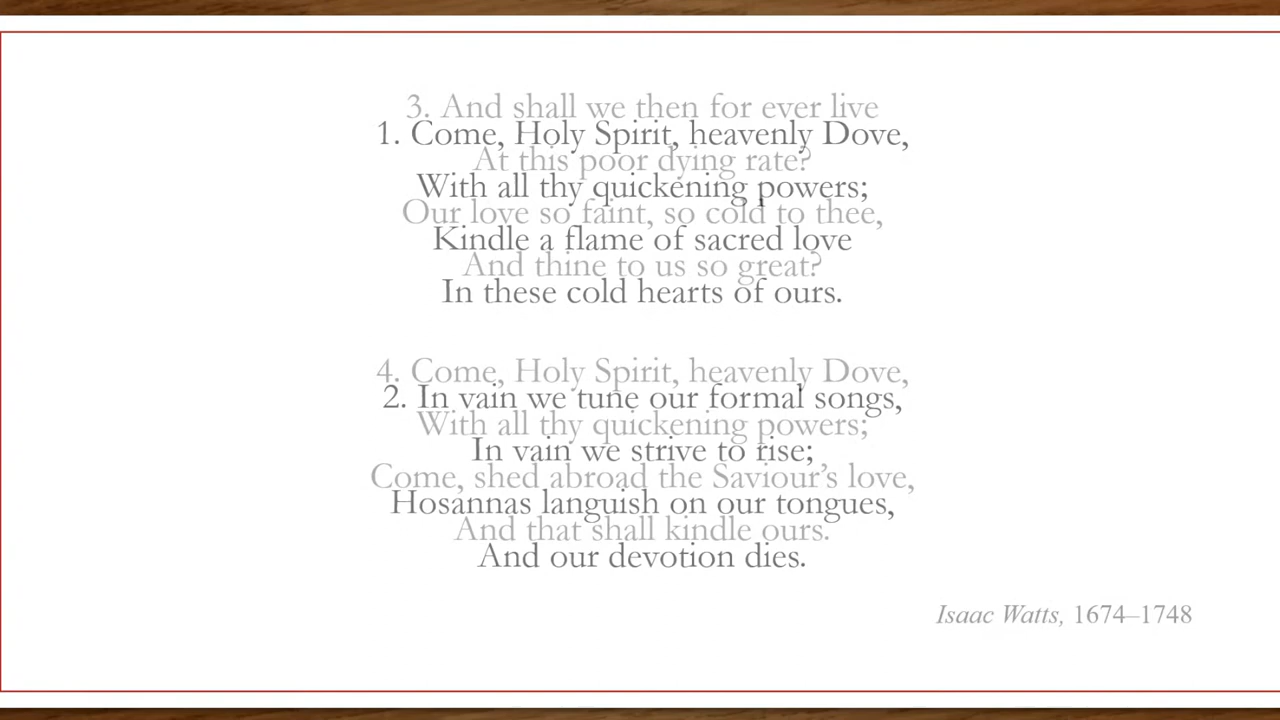 3. And shall we then for ever live
1. Come, Holy Spirit, heavenly Dove,
At this poor dying rate?
With all thy quickening powers;
Our love so faint, so cold to thee,
Kindle a flame of sacred love
And thine to us so great?
In these cold hearts of ours.
4. Come, Holy Spirit, heavenly Dove,
2. In vain we tune our formal songs,
With all thy quickening powers;
In vain we strive to rise;
Come, shed abroad the Saviour’s love,
Hosannas languish on our tongues,
And that shall kindle ours.
And our devotion dies.
Isaac Watts, 1674–1748